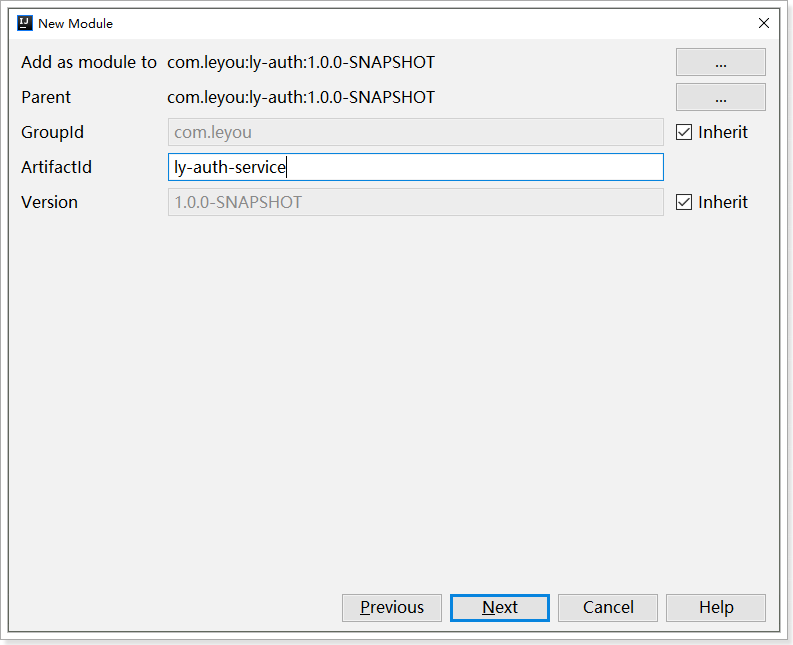 New Module
Add as module to com.leyou:ly-auth:1.0.0-SNAPSHOT ...
Parent com.leyou:ly-auth:1.0.0-SNAPSHOT ...
GroupId com.leyou Inherit
ArtifactId ly-auth-service
Version 1.0.0-SNAPSHOT Inherit
Previous Next Cancel Help